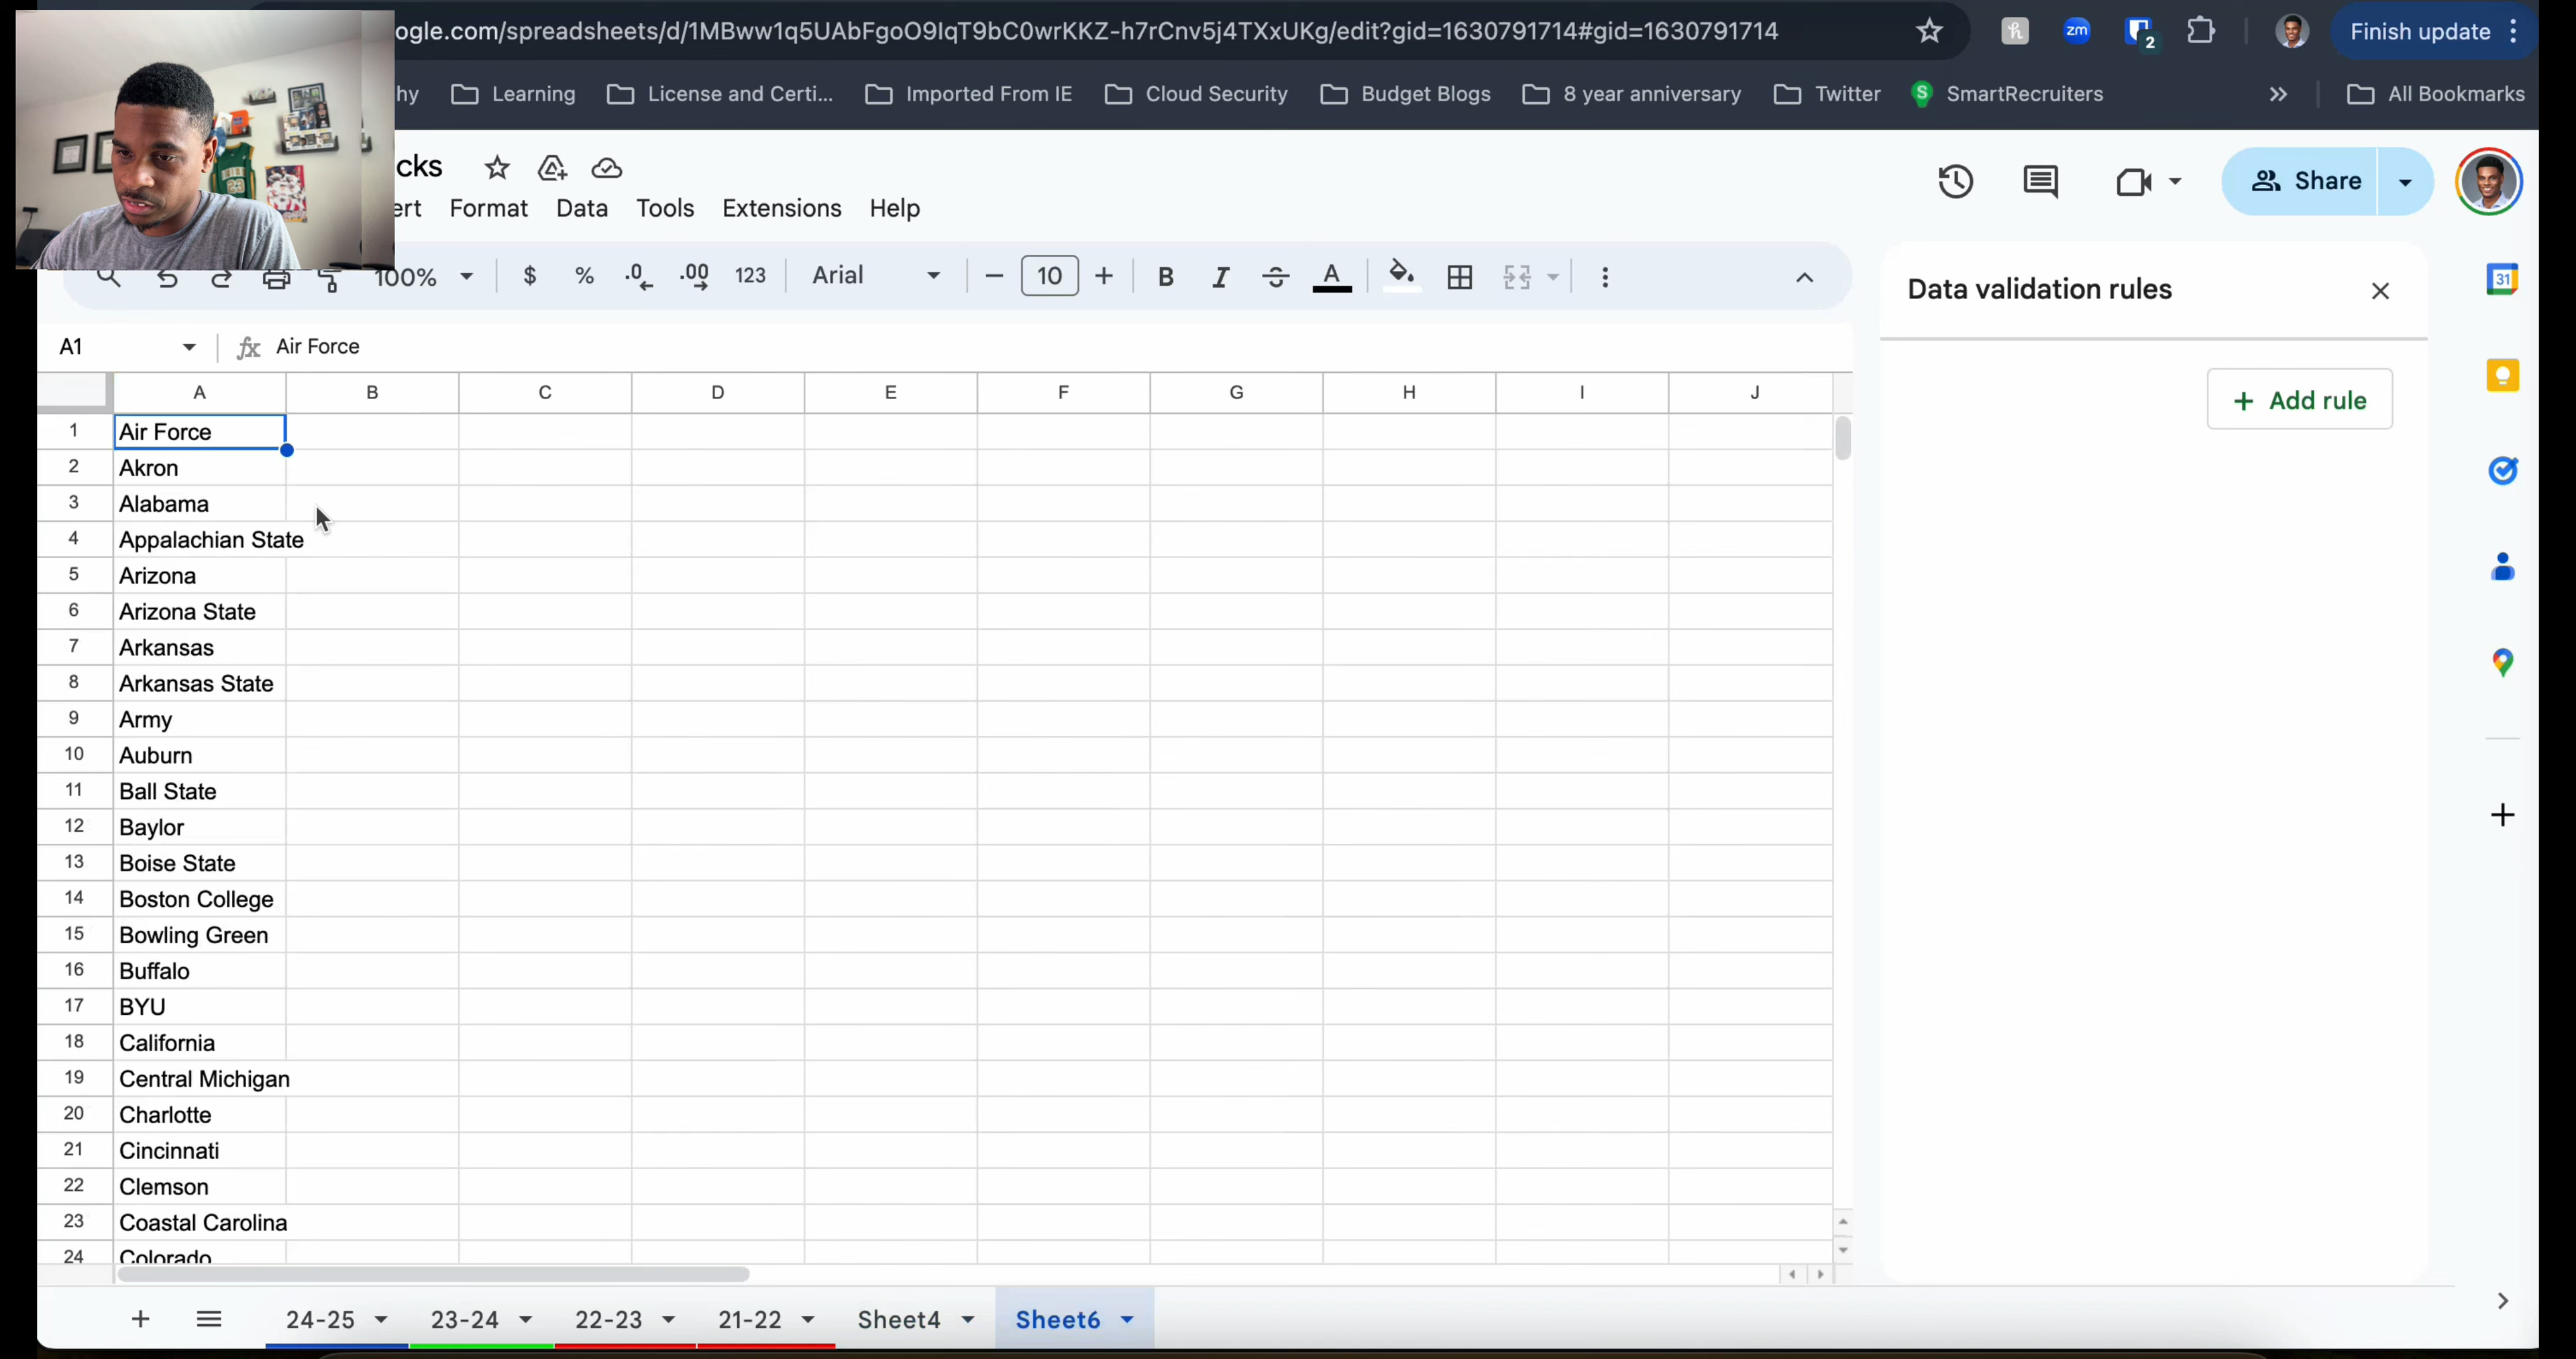 ogle.com/spreadsheets/d/1MBww1q5UAbFgoO9IqT9bC0wrKKZ-h7rCnv5j4TXxUKg/edit?gid=1630791714#gid=1630791714
zm
2
Finish update
hy
Learning
License and Certi...
Imported From IE
Cloud Security
Budget Blogs
8 year anniversary
Twitter
SmartRecruiters
All Bookmarks
cks
Share
ert Format Data Tools Extensions Help
100% $ % .0 .00 123 Arial 10 B I S A
Data validation rules
31
A1 fx Air Force
+ Add rule
A B C D E F G H I J
1 Air Force
2 Akron
3 Alabama
4 Appalachian State
5 Arizona
6 Arizona State
7 Arkansas
8 Arkansas State
9 Army
10 Auburn
11 Ball State
12 Baylor
13 Boise State
14 Boston College
15 Bowling Green
16 Buffalo
17 BYU
18 California
19 Central Michigan
20 Charlotte
21 Cincinnati
22 Clemson
23 Coastal Carolina
24 Colorado
24-25 23-24 22-23 21-22 Sheet4 Sheet6